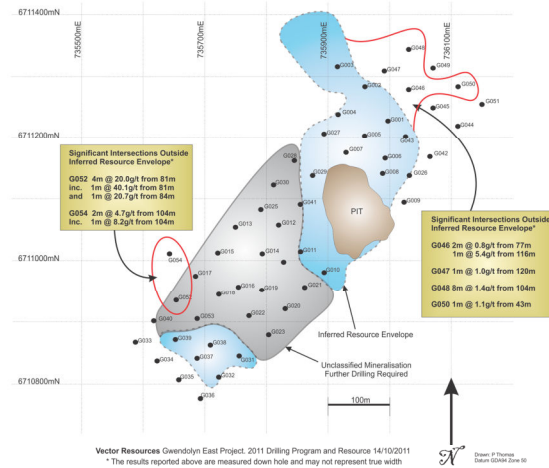 6711400mN
735500mE
735700mE
735900mE
736100mE
G003
G047
G048
G049
G002
G046
G050
G051
G045
G001
G044
6711200mN
G027
G005
G043
G007
G006
G042
G028
G029
G008
G026
G030
G009
G041
G025
PIT
G013
G012
G011
6711000mN
G054
G015
G014
G010
G017
G016
G019
G021
G052
G020
G022
G040
G053
G023
G033
G039
G038
G034
G037
G031
6710800mN
G035
G032
G036
Significant Intersections Outside
Inferred Resource Envelope*
G052 4m @ 20.0g/t from 81m
inc. 1m @ 40.1g/t from 81m
and 1m @ 20.7g/t from 84m
G054 2m @ 4.7g/t from 104m
Inc. 1m @ 8.2g/t from 104m
Significant Intersections Outside
Inferred Resource Envelope*
G046 2m @ 0.8g/t from 77m
1m @ 5.4g/t from 116m
G047 1m @ 1.0g/t from 120m
G048 8m @ 1.4g/t from 104m
G050 1m @ 1.1g/t from 43m
Inferred Resource Envelope
Unclassified Mineralisation
Further Drilling Required
100m
N
Vector Resources Gwendolyn East Project. 2011 Drilling Program and Resource 14/10/2011
* The results reported above are measured down hole and may not represent true width
Drawn: P Thomas
Datum GDA94 Zone 50